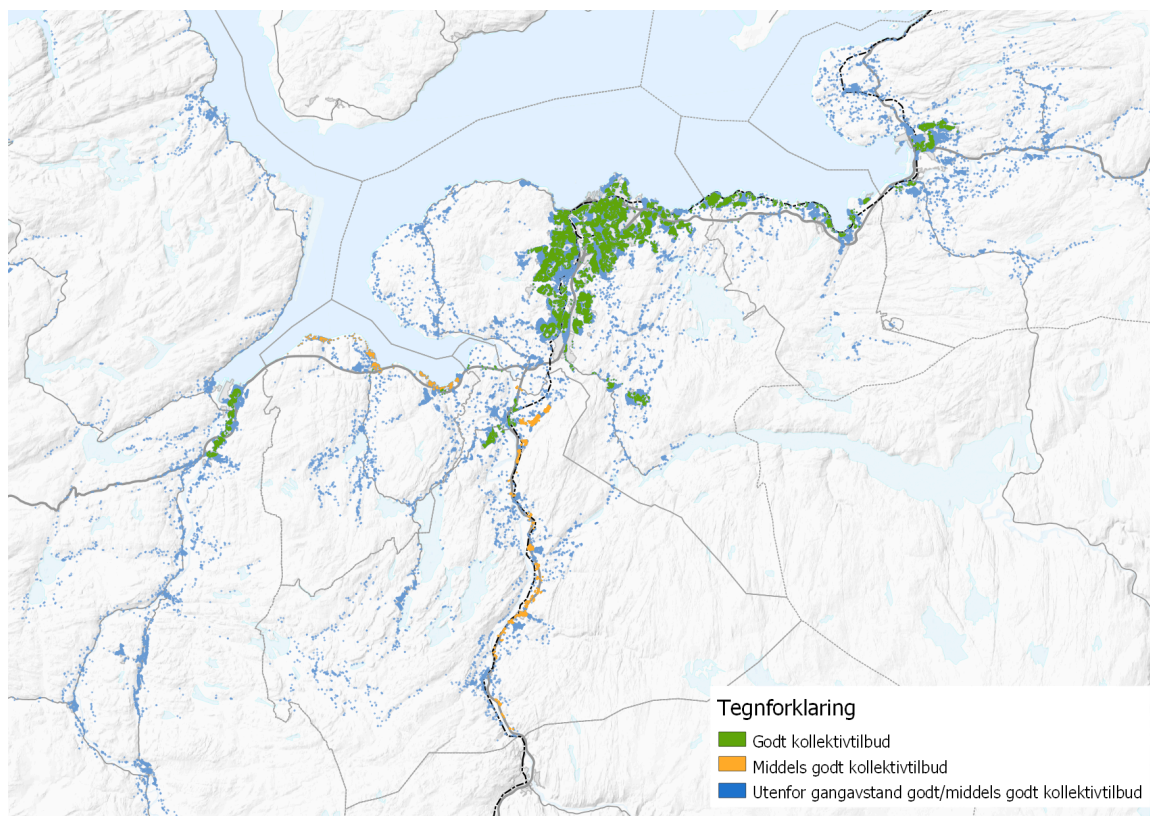 Tegnforklaring
Godt kollektivtilbud
Middels godt kollektivtilbud
Utenfor gangavstand godt/middels godt kollektivtilbud